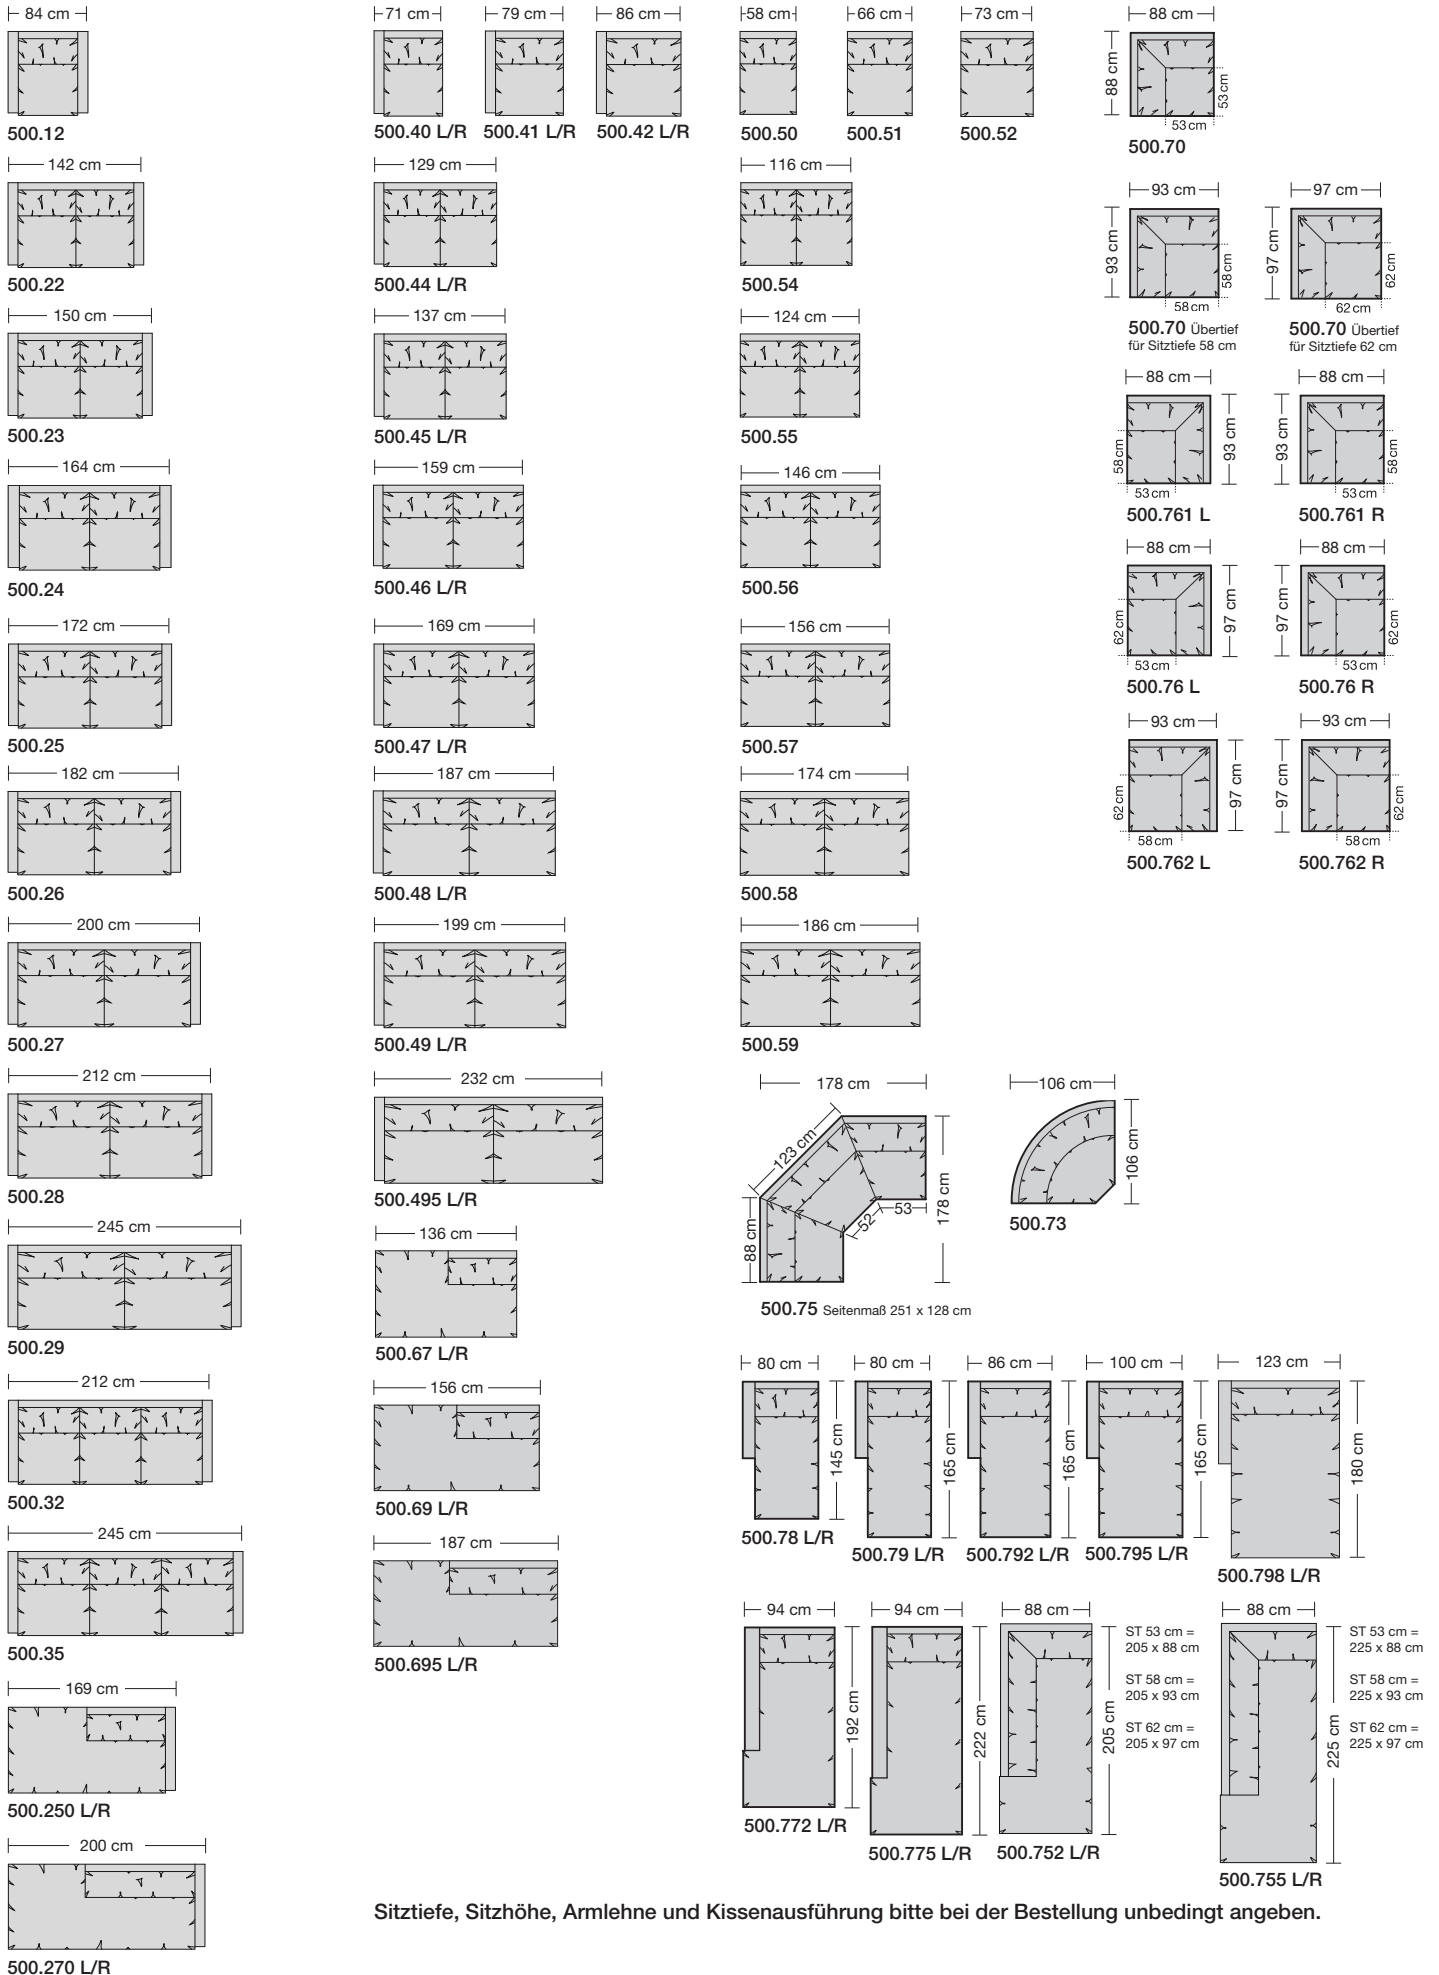 84 cm
500.12
142 cm
500.22
150 cm
500.23
164 cm
500.24
172 cm
500.25
182 cm
500.26
200 cm
500.27
212 cm
500.28
245 cm
500.29
212 cm
500.32
245 cm
500.35
169 cm
500.250 L/R
200 cm
500.270 L/R
71 cm 79 cm 86 cm
500.40 L/R 500.41 L/R 500.42 L/R
129 cm
500.44 L/R
137 cm
500.45 L/R
159 cm
500.46 L/R
169 cm
500.47 L/R
187 cm
500.48 L/R
199 cm
500.49 L/R
232 cm
500.495 L/R
136 cm
500.67 L/R
156 cm
500.69 L/R
187 cm
500.695 L/R
58 cm 66 cm 73 cm
500.50 500.51 500.52
116 cm
500.54
124 cm
500.55
146 cm
500.56
156 cm
500.57
174 cm
500.58
186 cm
500.59
88 cm
88 cm
53 cm
53 cm
500.70
93 cm
93 cm
58 cm
58 cm
500.70 Übertief
für Sitztiefe 58 cm
97 cm
97 cm
62 cm
62 cm
500.70 Übertief
für Sitztiefe 62 cm
88 cm
58 cm
93 cm
53 cm
500.761 L
88 cm
93 cm
58 cm
53 cm
500.761 R
88 cm
62 cm
97 cm
53 cm
500.76 L
88 cm
97 cm
62 cm
53 cm
500.76 R
93 cm
62 cm
97 cm
58 cm
500.762 L
93 cm
97 cm
62 cm
58 cm
500.762 R
178 cm
123 cm
178 cm
88 cm
52
53
500.75 Seitenmaß 251 x 128 cm
106 cm
106 cm
500.73
80 cm
145 cm
500.78 L/R
80 cm
165 cm
500.79 L/R
86 cm
165 cm
500.792 L/R
100 cm
165 cm
500.795 L/R
123 cm
180 cm
500.798 L/R
94 cm
192 cm
500.772 L/R
94 cm
222 cm
500.775 L/R
88 cm
205 cm
500.752 L/R
ST 53 cm =
205 x 88 cm
ST 58 cm =
205 x 93 cm
ST 62 cm =
205 x 97 cm
88 cm
225 cm
500.755 L/R
ST 53 cm =
225 x 88 cm
ST 58 cm =
225 x 93 cm
ST 62 cm =
225 x 97 cm
Sitztiefe, Sitzhöhe, Armlehne und Kissenausführung bitte bei der Bestellung unbedingt angeben.